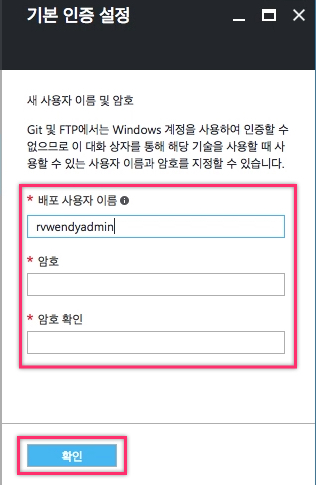 기본 인증 설정
새 사용자 이름 및 암호
Git 및 FTP에서는 Windows 계정을 사용하여 인증할 수
없으므로 이 대화 상자를 통해 해당 기술을 사용할 때 사
용할 수 있는 사용자 이름과 암호를 지정할 수 있습니다.
* 배포 사용자 이름
rvwendyadmin
* 암호
* 암호 확인
확인